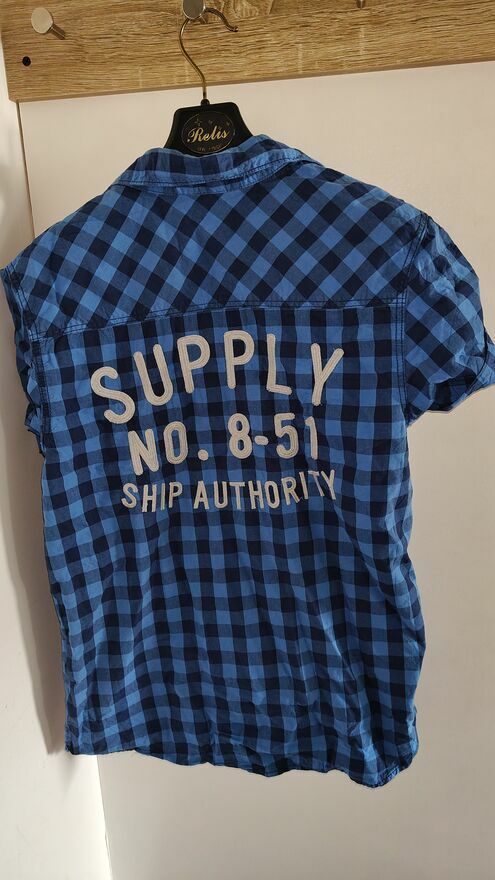 Relis
SUPPLY
NO. 8-51
SHIP AUTHORITY